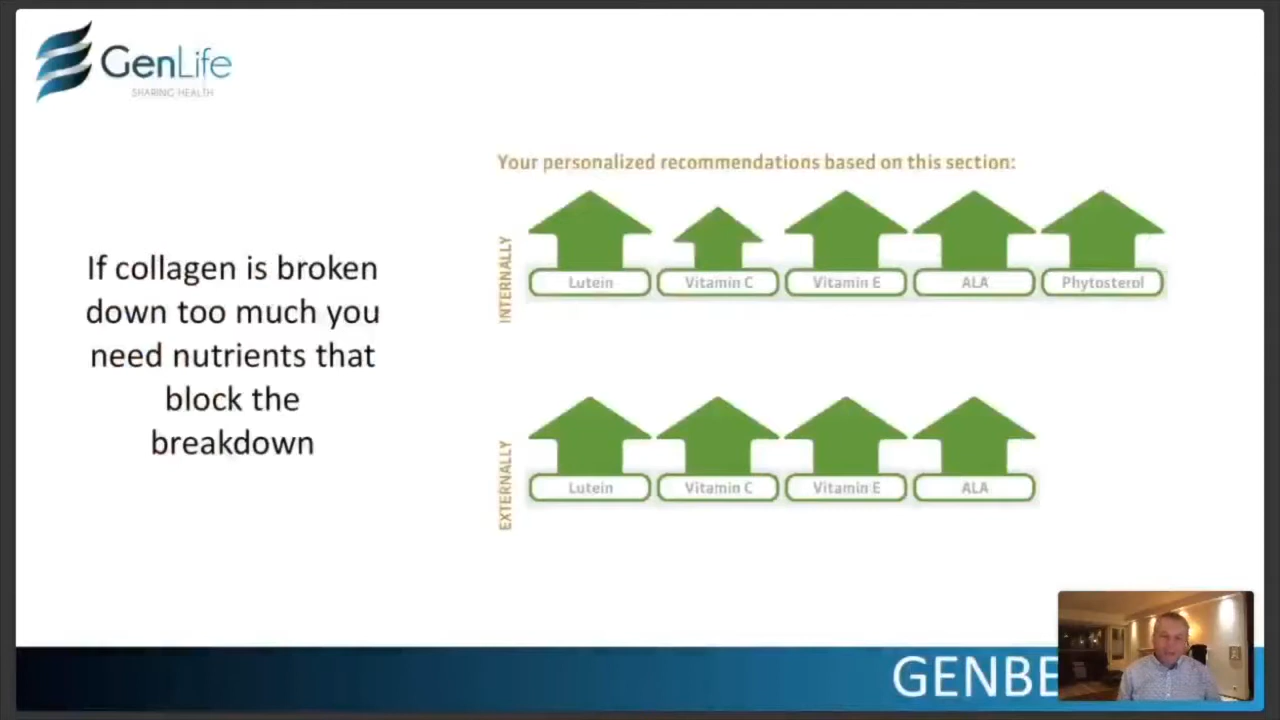 GenLife
SHARING HEALTH
If collagen is broken
down too much you
need nutrients that
block the
breakdown
Your personalized recommendations based on this section:
INTERNALLY
Lutein
Vitamin C
Vitamin E
ALA
Phytosterol
EXTERNALLY
Lutein
Vitamin C
Vitamin E
ALA
GENBE